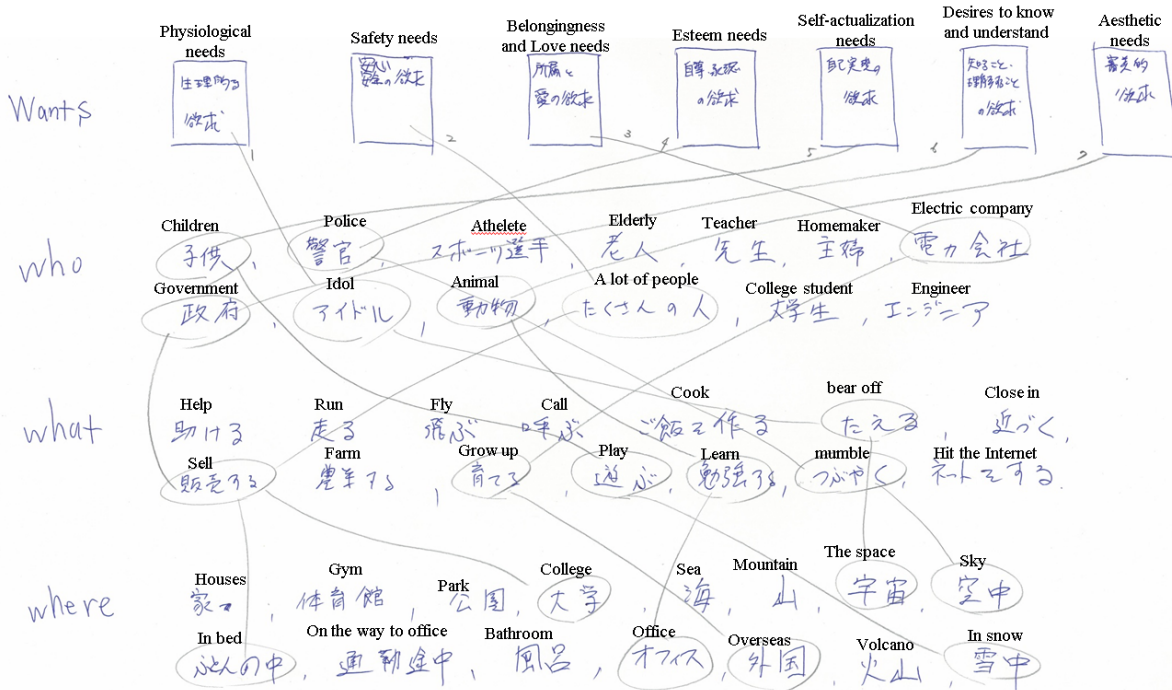 Physiological needs Safety needs Belongingness and Love needs Esteem needs Self-actualization needs Desires to know and understand Aesthetic needs
Wants 生理的な欲求 安心・安全の欲求 所属と愛の欲求 自尊・承認の欲求 自己実現の欲求 知ること、理解することの欲求 審美的欲求
1 2 3 4 5 6 7
Children Police Athelete Elderly Teacher Homemaker Electric company
who 子供, 警官, スポーツ選手, 老人, 先生, 主婦, 電力会社
Government Idol Animal A lot of people College student Engineer
政府, アイドル, 動物, たくさんの人, 大学生, エンジニア
Help Run Fly Call Cook bear off Close in
what 助ける 走る 飛ぶ 呼ぶ ご飯を作る たえる, 近づく,
Sell Farm Grow up Play Learn mumble Hit the Internet
販売する 農業する, 育てる, 遊ぶ, 勉強する, つぶやく, ネットをする
Houses Gym Park College Sea Mountain The space Sky
where 家, 体育館, 公園, 大学, 海, 山, 宇宙, 空中
In bed On the way to office Bathroom Office Overseas Volcano In snow
ふとんの中, 通勤途中, 風呂, オフィス, 外国, 火山, 雪中